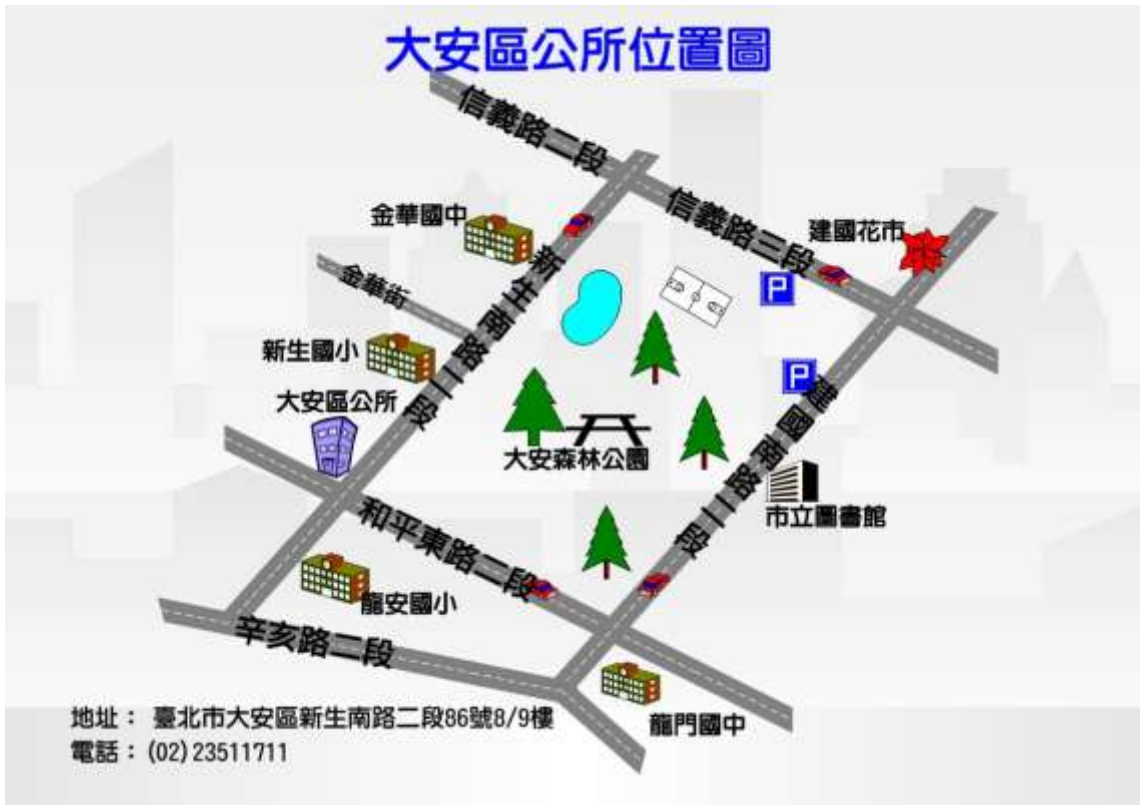 大安區公所位置圖
信義路二段
信義路三段
金華國中
建國花市
新生南路二段
金華街
P
新生國小
P
建國南路二段
大安區公所
大安森林公園
市立圖書館
和平東路二段
龍安國小
辛亥路二段
龍門國中
地址： 臺北市大安區新生南路二段86號8/9樓
電話：(02)23511711